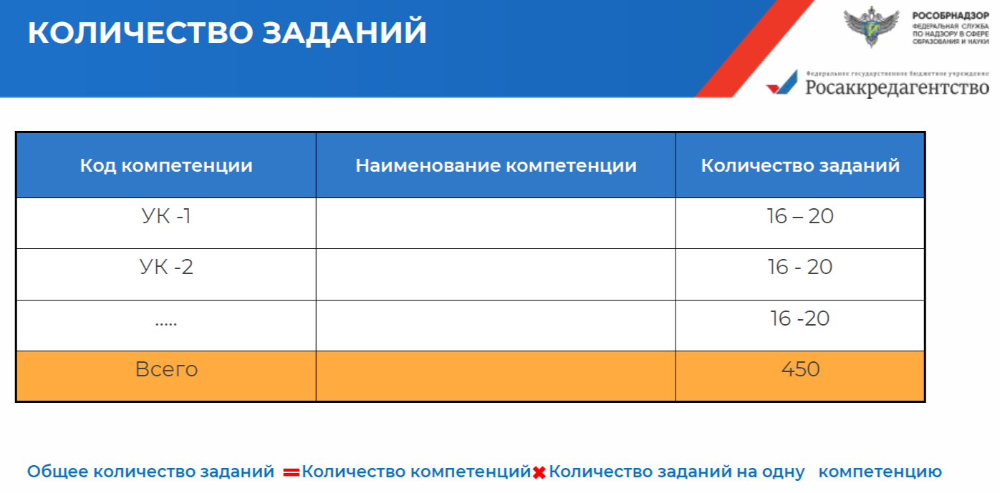 КОЛИЧЕСТВО ЗАДАНИЙ
РОСОБРНАДЗОР
ФЕДЕРАЛЬНАЯ СЛУЖБА
ПО НАДЗОРУ В СФЕРЕ
ОБРАЗОВАНИЯ И НАУКИ
Федеральное государственное бюджетное учреждение
Росаккредагентство
Код компетенции Наименование компетенции Количество заданий
УК -1 16 – 20
УК -2 16 - 20
..... 16 -20
Всего 450
Общее количество заданий = Количество компетенций ✖ Количество заданий на одну компетенцию